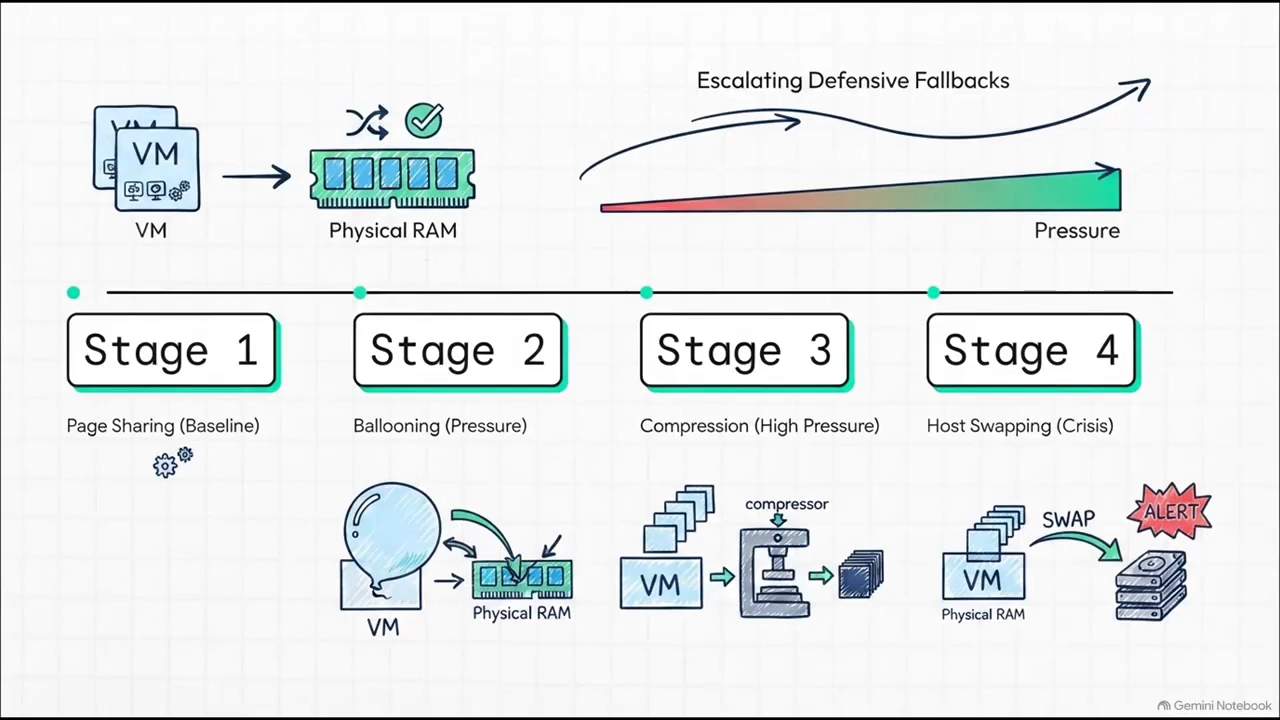 Escalating Defensive Fallbacks
VM
VM
VM
Physical RAM
Pressure
Stage 1
Stage 2
Stage 3
Stage 4
Page Sharing (Baseline)
Ballooning (Pressure)
Compression (High Pressure)
Host Swapping (Crisis)
VM
Physical RAM
compressor
VM
SWAP
ALERT
VM
Physical RAM
Gemini Notebook